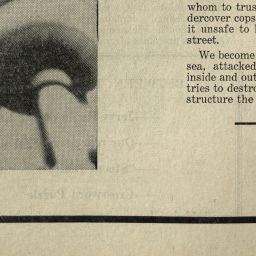 whom to trus
dercover cops
it unsafe to
street.
We become
sea, attacked
inside and out
tries to destro
structure the